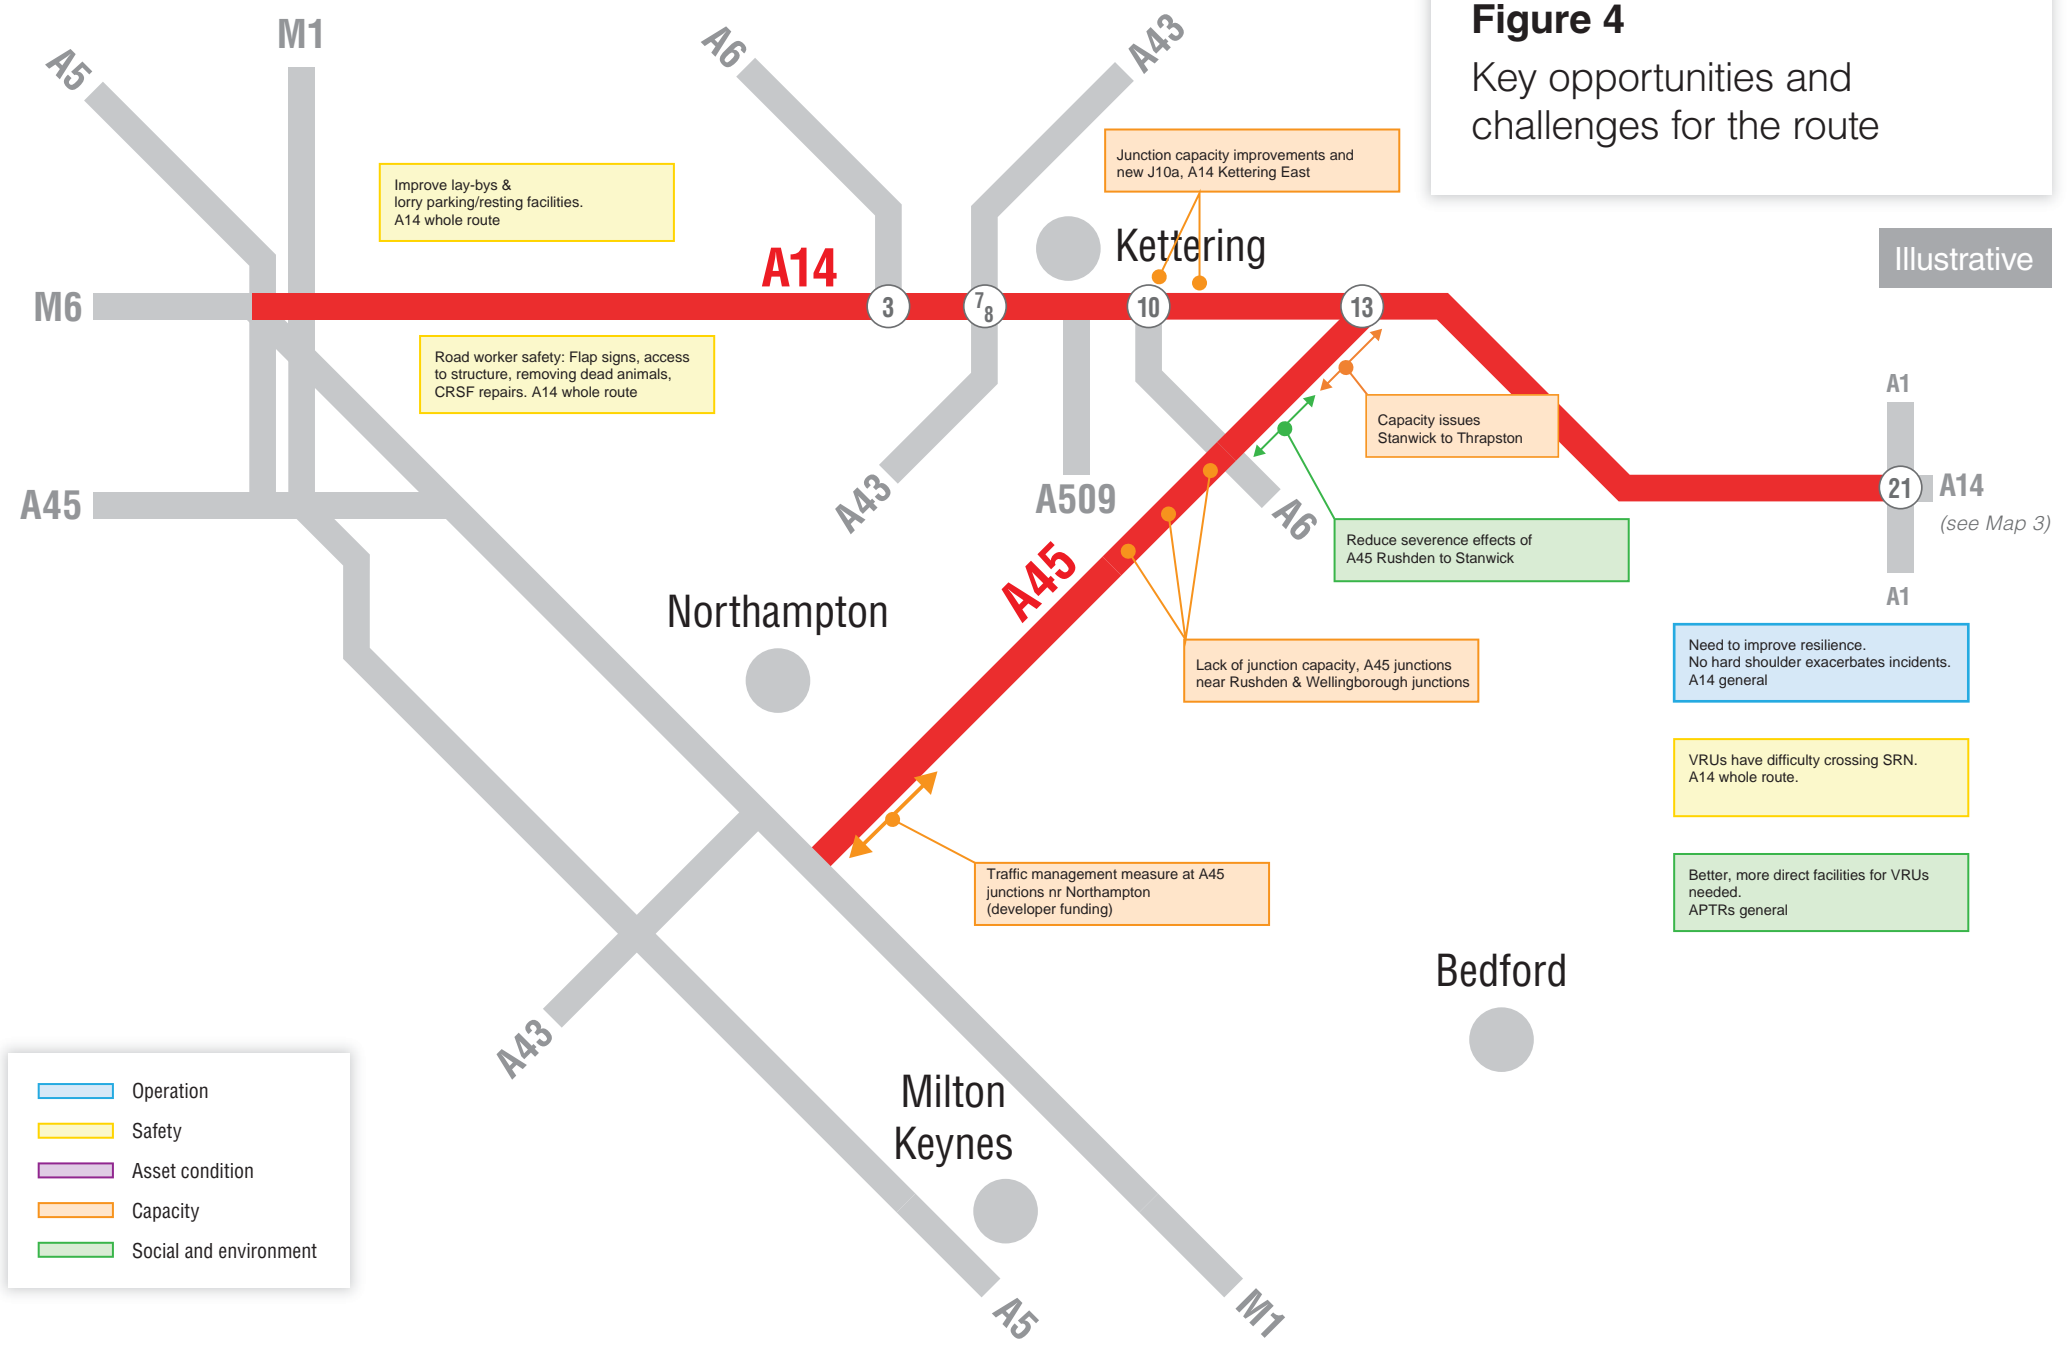 Figure 4
Key opportunities and
challenges for the route
Illustrative
A5
M1
A6
A43
Junction capacity improvements and
new J10a, A14 Kettering East
Improve lay-bys &
lorry parking/resting facilities.
A14 whole route
Kettering
A14
M6
3
7
8
10
13
Road worker safety: Flap signs, access
to structure, removing dead animals,
CRSF repairs. A14 whole route
A1
Capacity issues
Stanwick to Thrapston
A45
A43
A509
A6
21
A14
(see Map 3)
Reduce severence effects of
A45 Rushden to Stanwick
A45
A1
Northampton
Need to improve resilience.
No hard shoulder exacerbates incidents.
A14 general
Lack of junction capacity, A45 junctions
near Rushden & Wellingborough junctions
VRUs have difficulty crossing SRN.
A14 whole route.
Traffic management measure at A45
junctions nr Northampton
(developer funding)
Better, more direct facilities for VRUs
needed.
APTRs general
Bedford
A43
Milton
Keynes
Operation
Safety
Asset condition
Capacity
Social and environment
A5
M1